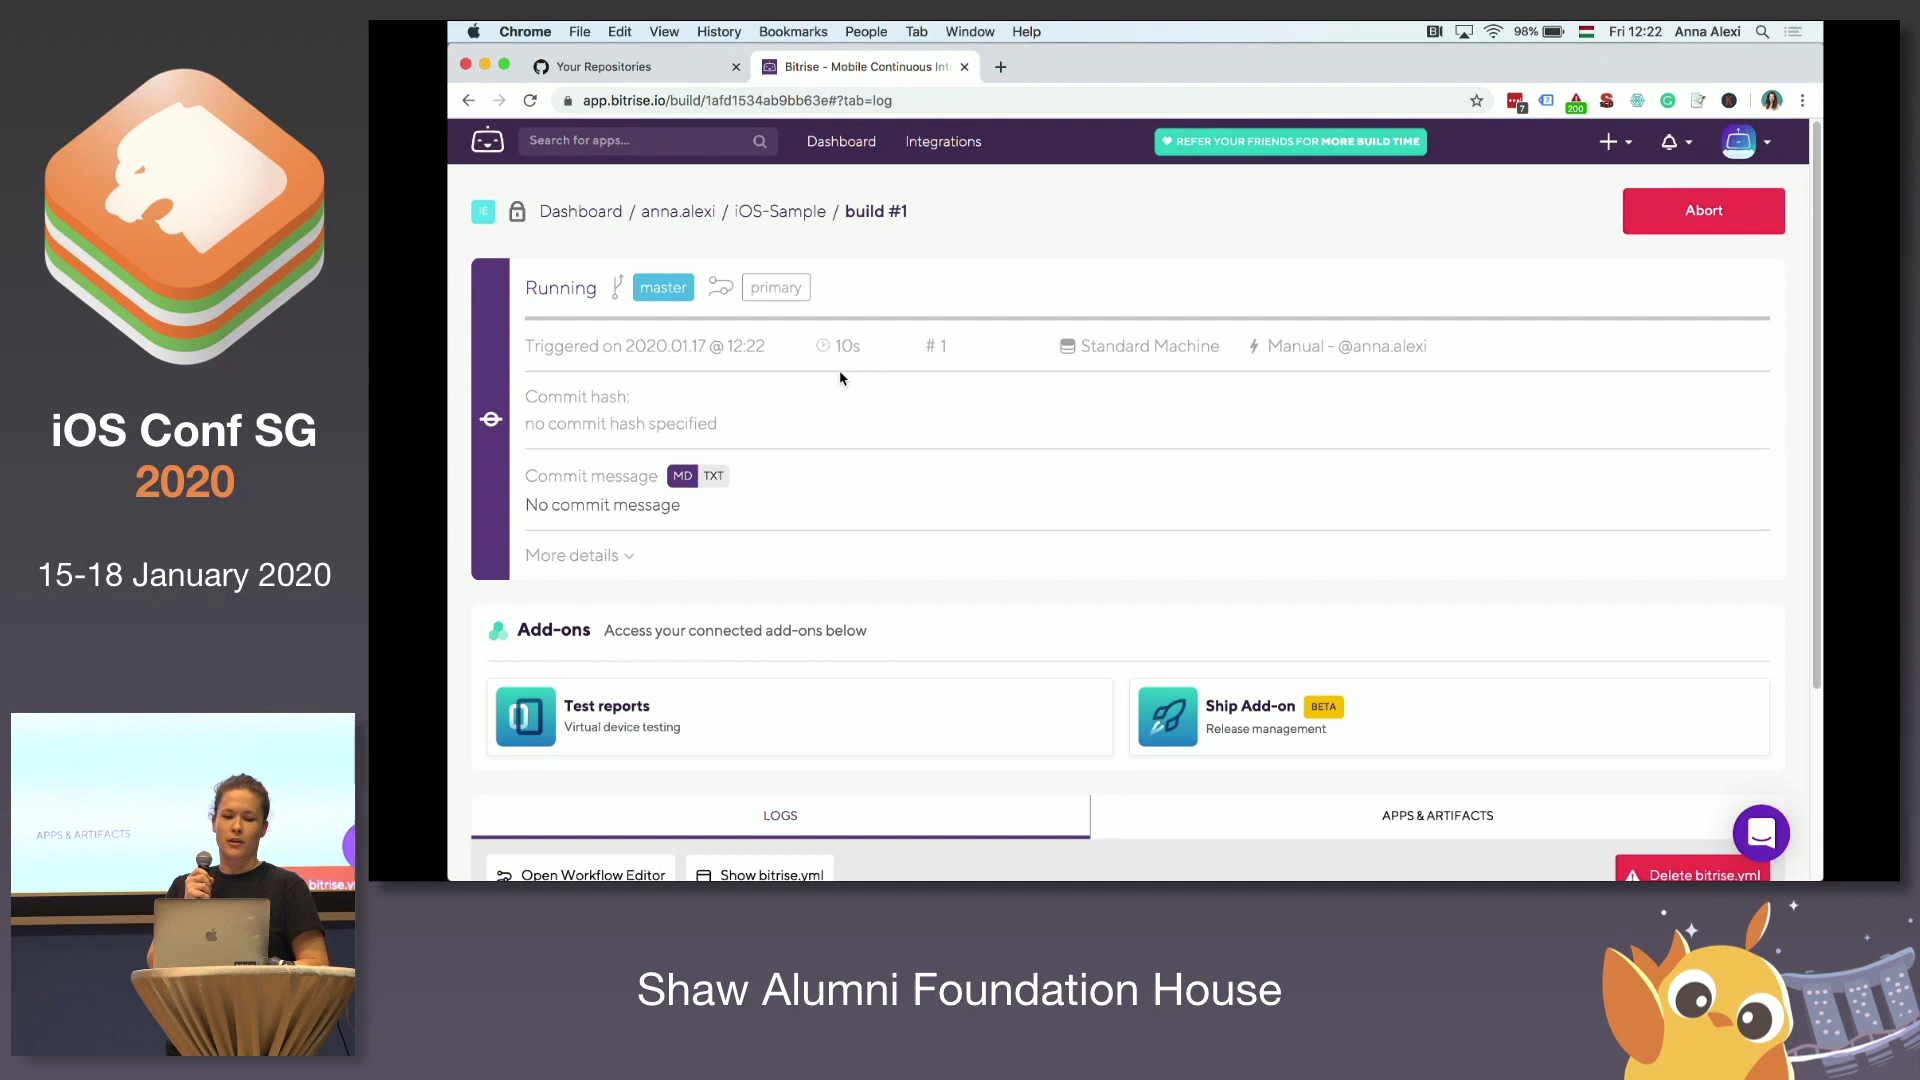 Chrome File Edit View History Bookmarks People Tab Window Help
98% Fri 12:22 Anna Alexi
Your Repositories
Bitrise - Mobile Continuous Int
app.bitrise.io/build/1afd1534ab9bb63e#?tab=log
7
200
Search for apps...
Dashboard
Integrations
REFER YOUR FRIENDS FOR MORE BUILD TIME
IE
Dashboard / anna.alexi / iOS-Sample / build #1
Abort
Running master primary
Triggered on 2020.01.17 @ 12:22 10s # 1 Standard Machine Manual - @anna.alexi
Commit hash:
no commit hash specified
Commit message MD TXT
No commit message
More details
Add-ons Access your connected add-ons below
Test reports
Virtual device testing
Ship Add-on BETA
Release management
LOGS
APPS & ARTIFACTS
Open Workflow Editor
Show bitrise.yml
Delete bitrise.yml
iOS Conf SG
2020
15-18 January 2020
APPS & ARTIFACTS
Shaw Alumni Foundation House